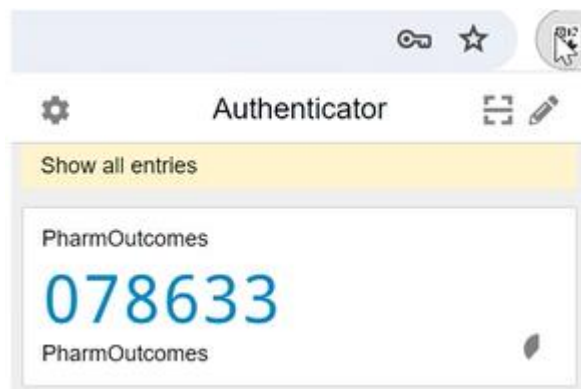 Authenticator
Show all entries
PharmOutcomes
078633
PharmOutcomes